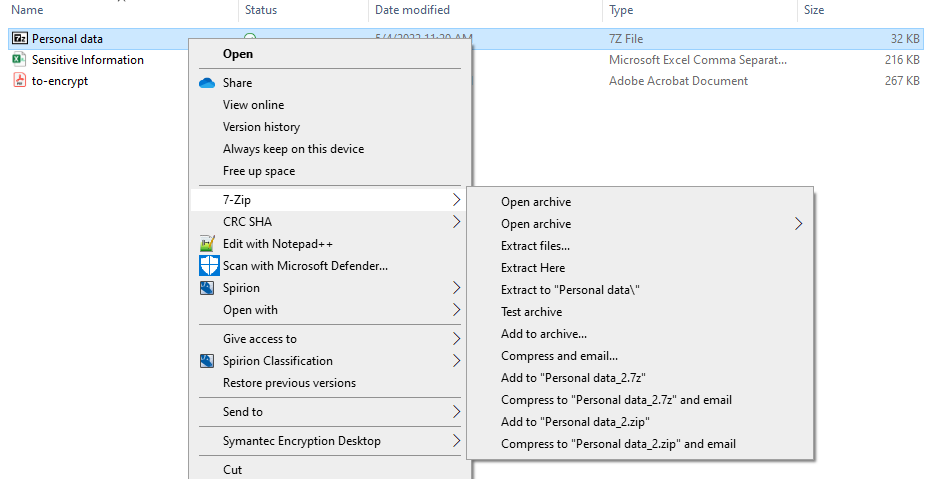 Name Status Date modified Type Size
Personal data 5/4/2023 11:20 AM 7Z File 32 KB
Sensitive Information Microsoft Excel Comma Separat... 216 KB
to-encrypt Adobe Acrobat Document 267 KB
Open
Share
View online
Version history
Always keep on this device
Free up space
7-Zip
CRC SHA
Edit with Notepad++
Scan with Microsoft Defender...
Spirion
Open with
Give access to
Spirion Classification
Restore previous versions
Send to
Symantec Encryption Desktop
Cut
Open archive
Open archive
Extract files...
Extract Here
Extract to "Personal data\"
Test archive
Add to archive...
Compress and email...
Add to "Personal data_2.7z"
Compress to "Personal data_2.7z" and email
Add to "Personal data_2.zip"
Compress to "Personal data_2.zip" and email